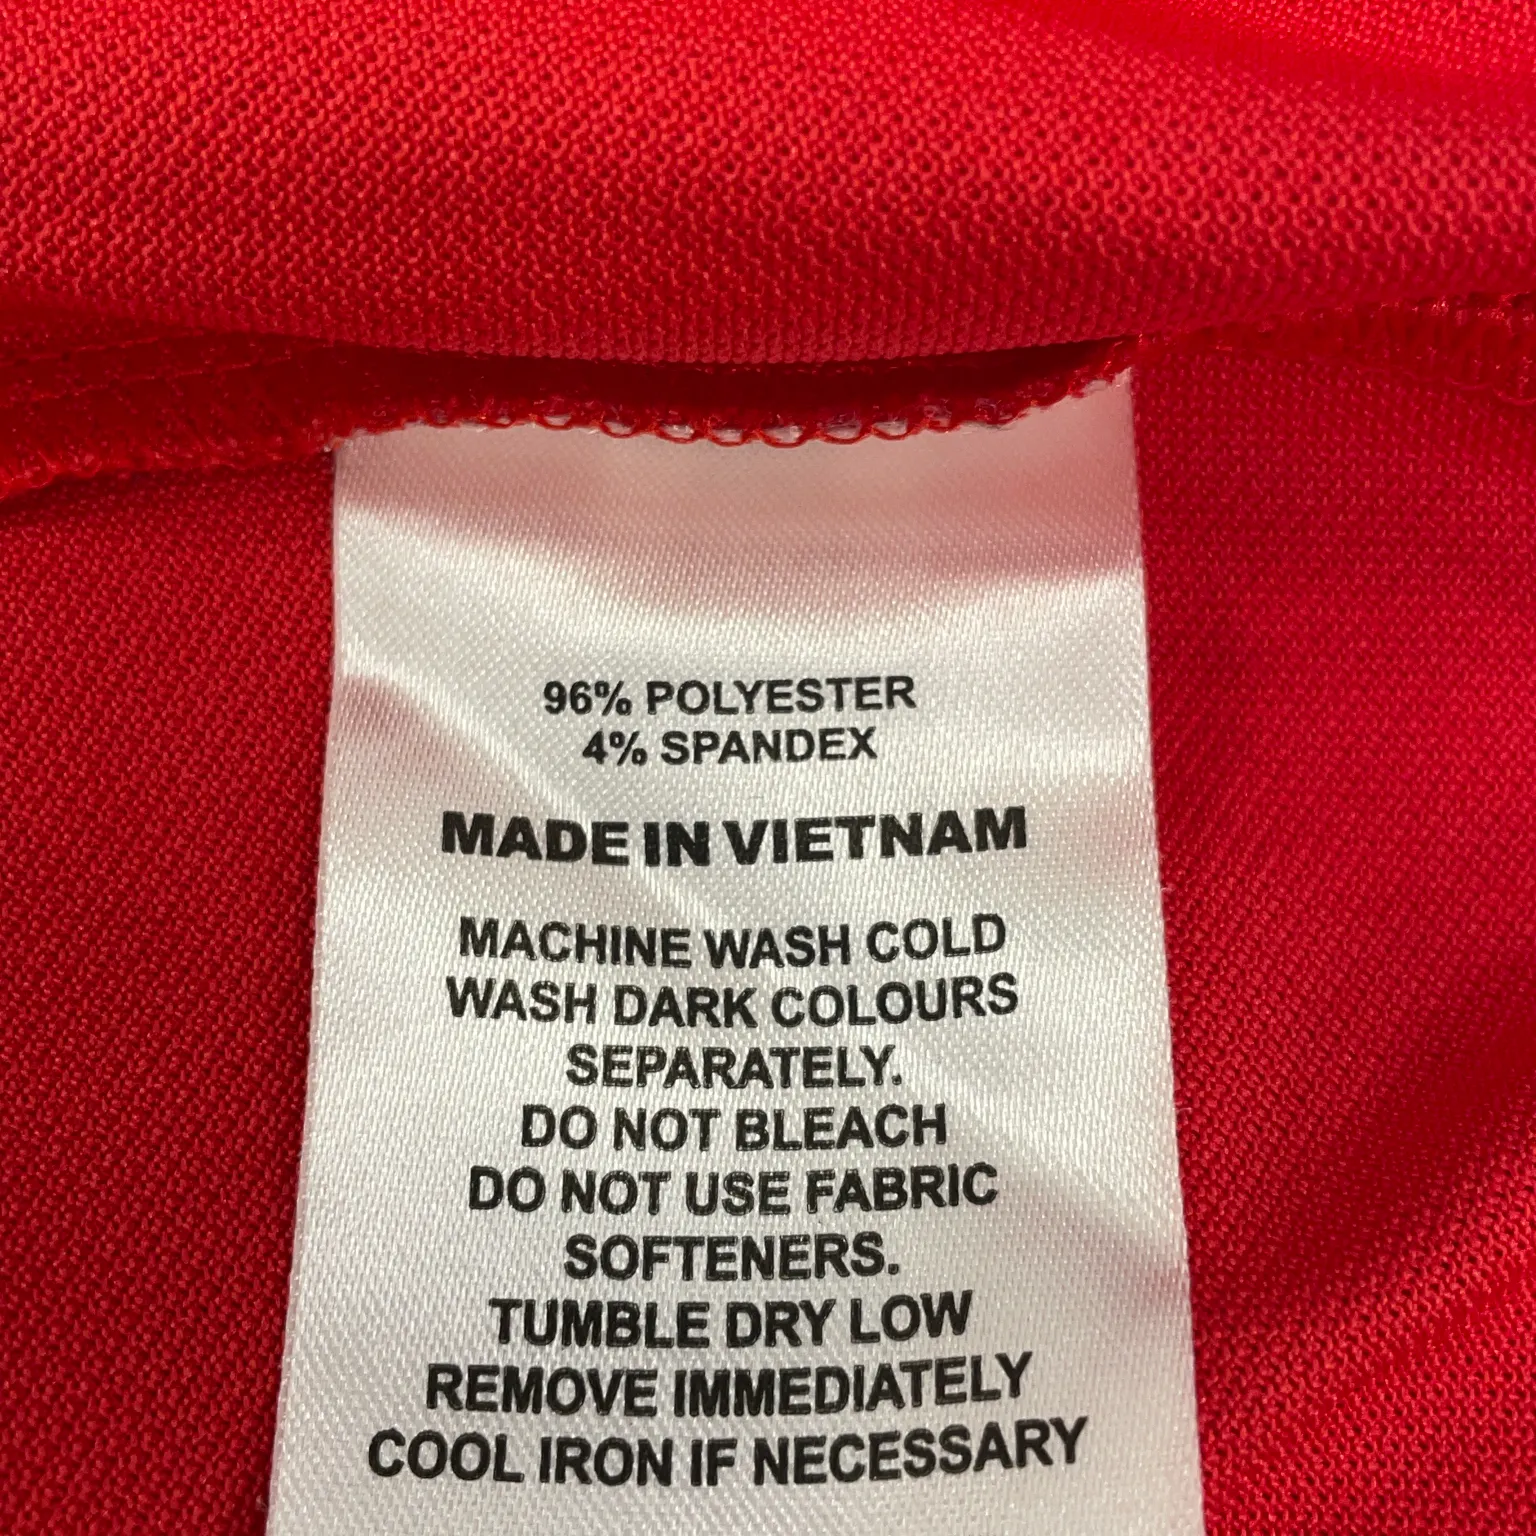 96% POLYESTER
4% SPANDEX
MADE IN VIETNAM
MACHINE WASH COLD
WASH DARK COLOURS
SEPARATELY.
DO NOT BLEACH
DO NOT USE FABRIC
SOFTENERS.
TUMBLE DRY LOW
REMOVE IMMEDIATELY
COOL IRON IF NECESSARY